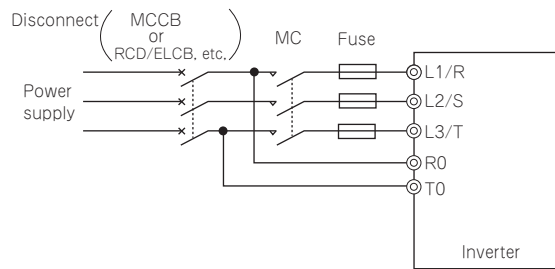 Disconnect
MCCB
or
RCD/ELCB. etc.
MC
Fuse
Power
supply
L1/R
L2/S
L3/T
R0
T0
Inverter